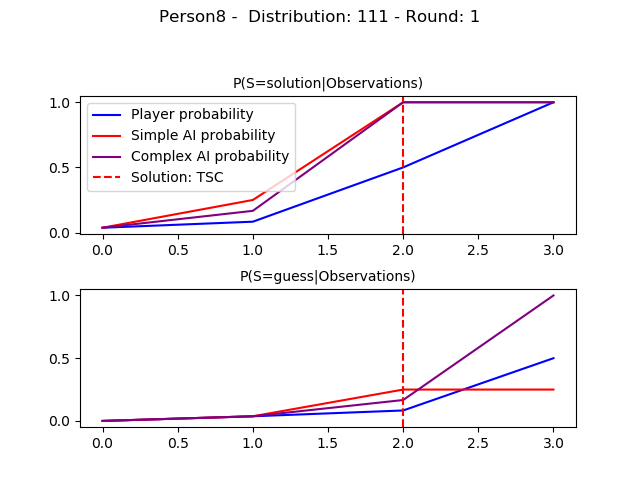 Person8 -  Distribution: 111 - Round: 1
P(S=solution|Observations)
1.0
0.5
0.0
Player probability
Simple AI probability
Complex AI probability
Solution: TSC
0.0 0.5 1.0 1.5 2.0 2.5 3.0
P(S=guess|Observations)
1.0
0.5
0.0
0.0 0.5 1.0 1.5 2.0 2.5 3.0